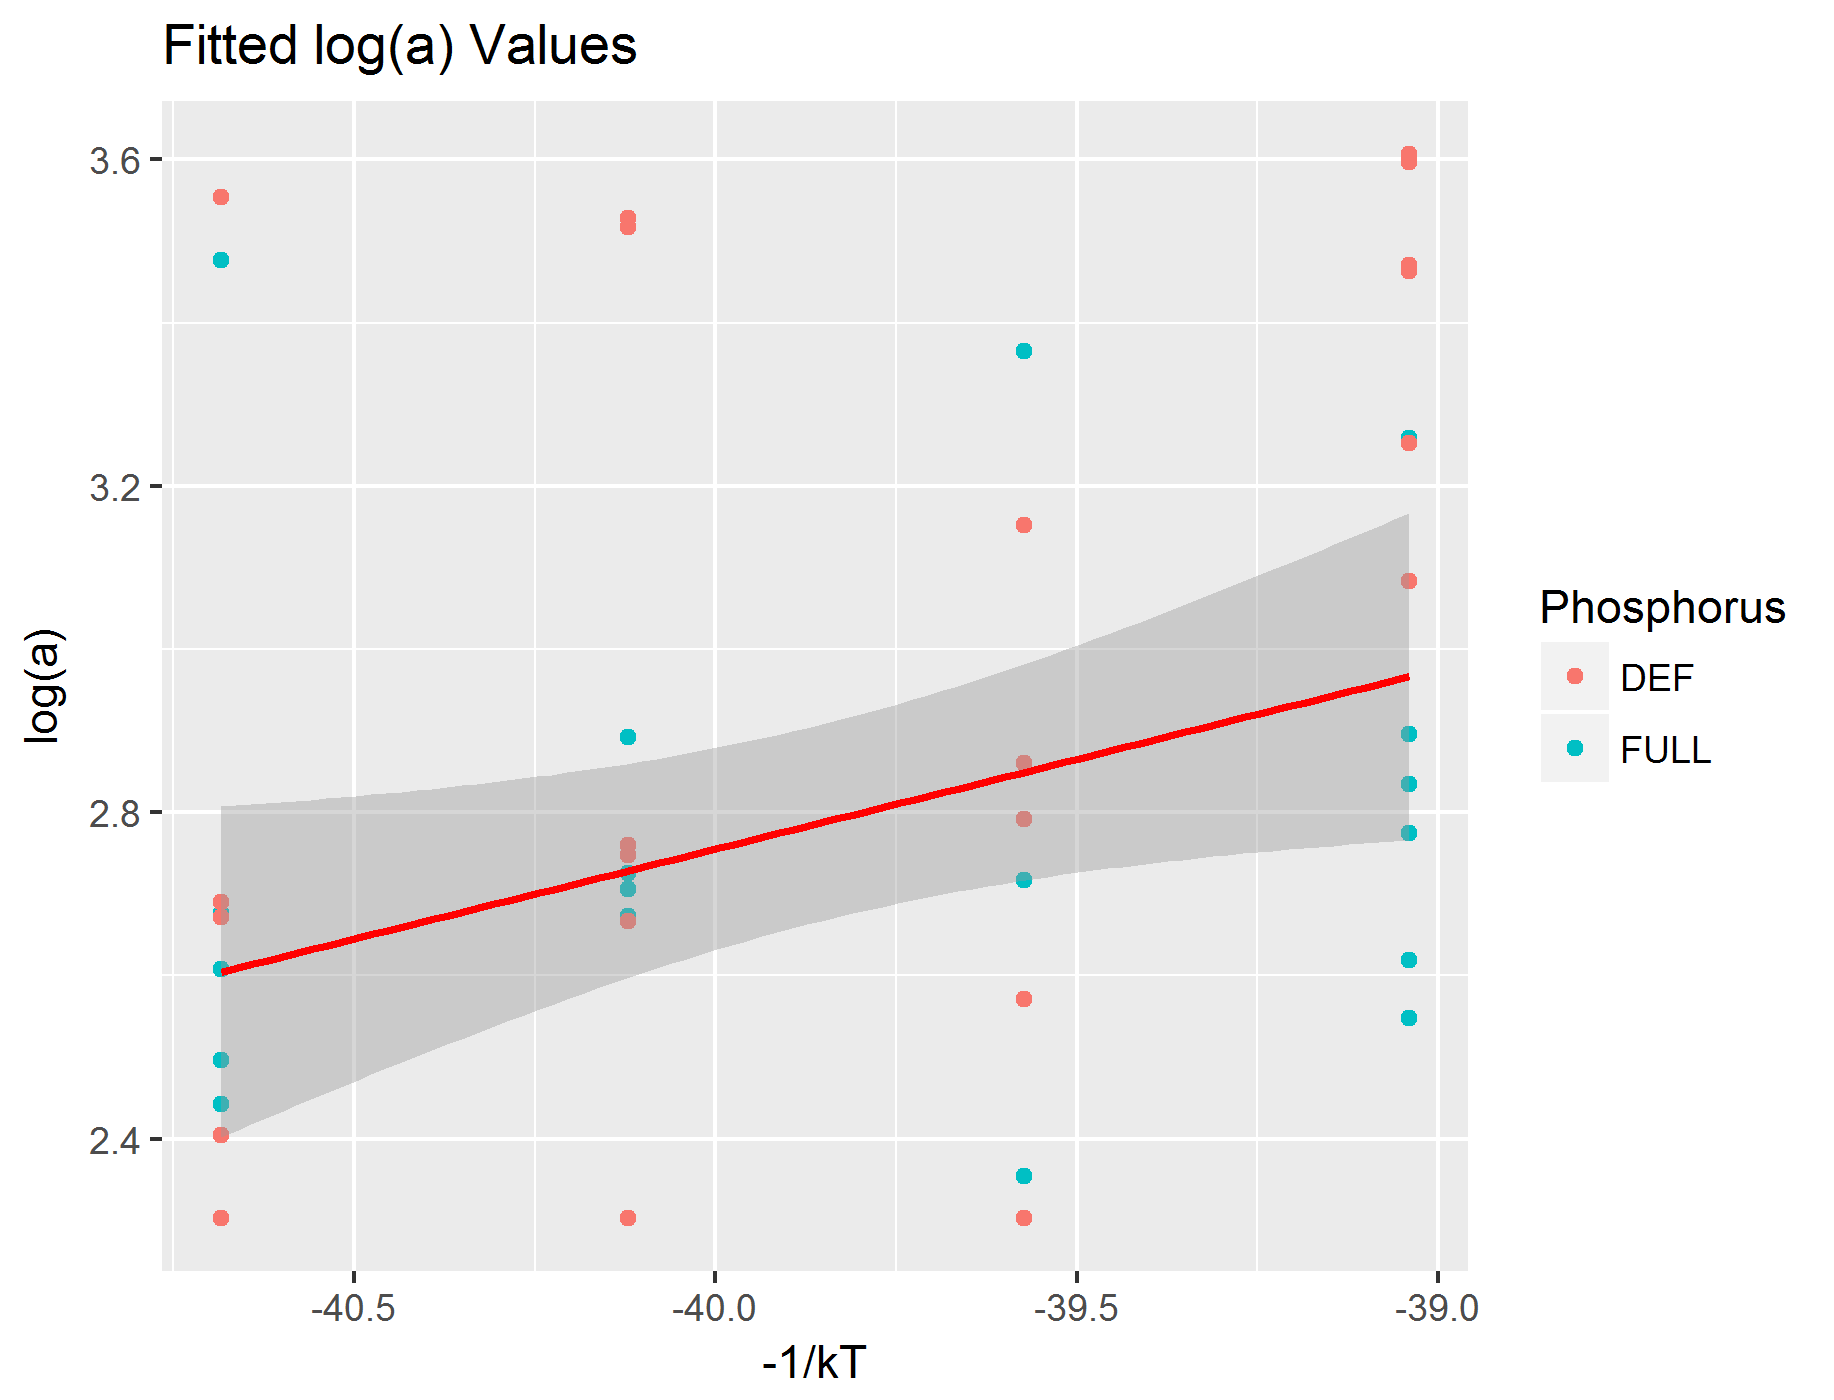 Fitted log(a) Values
3.6
3.2
2.8
2.4
log(a)
-40.5
-40.0
-39.5
-39.0
-1/kT
Phosphorus
DEF
FULL